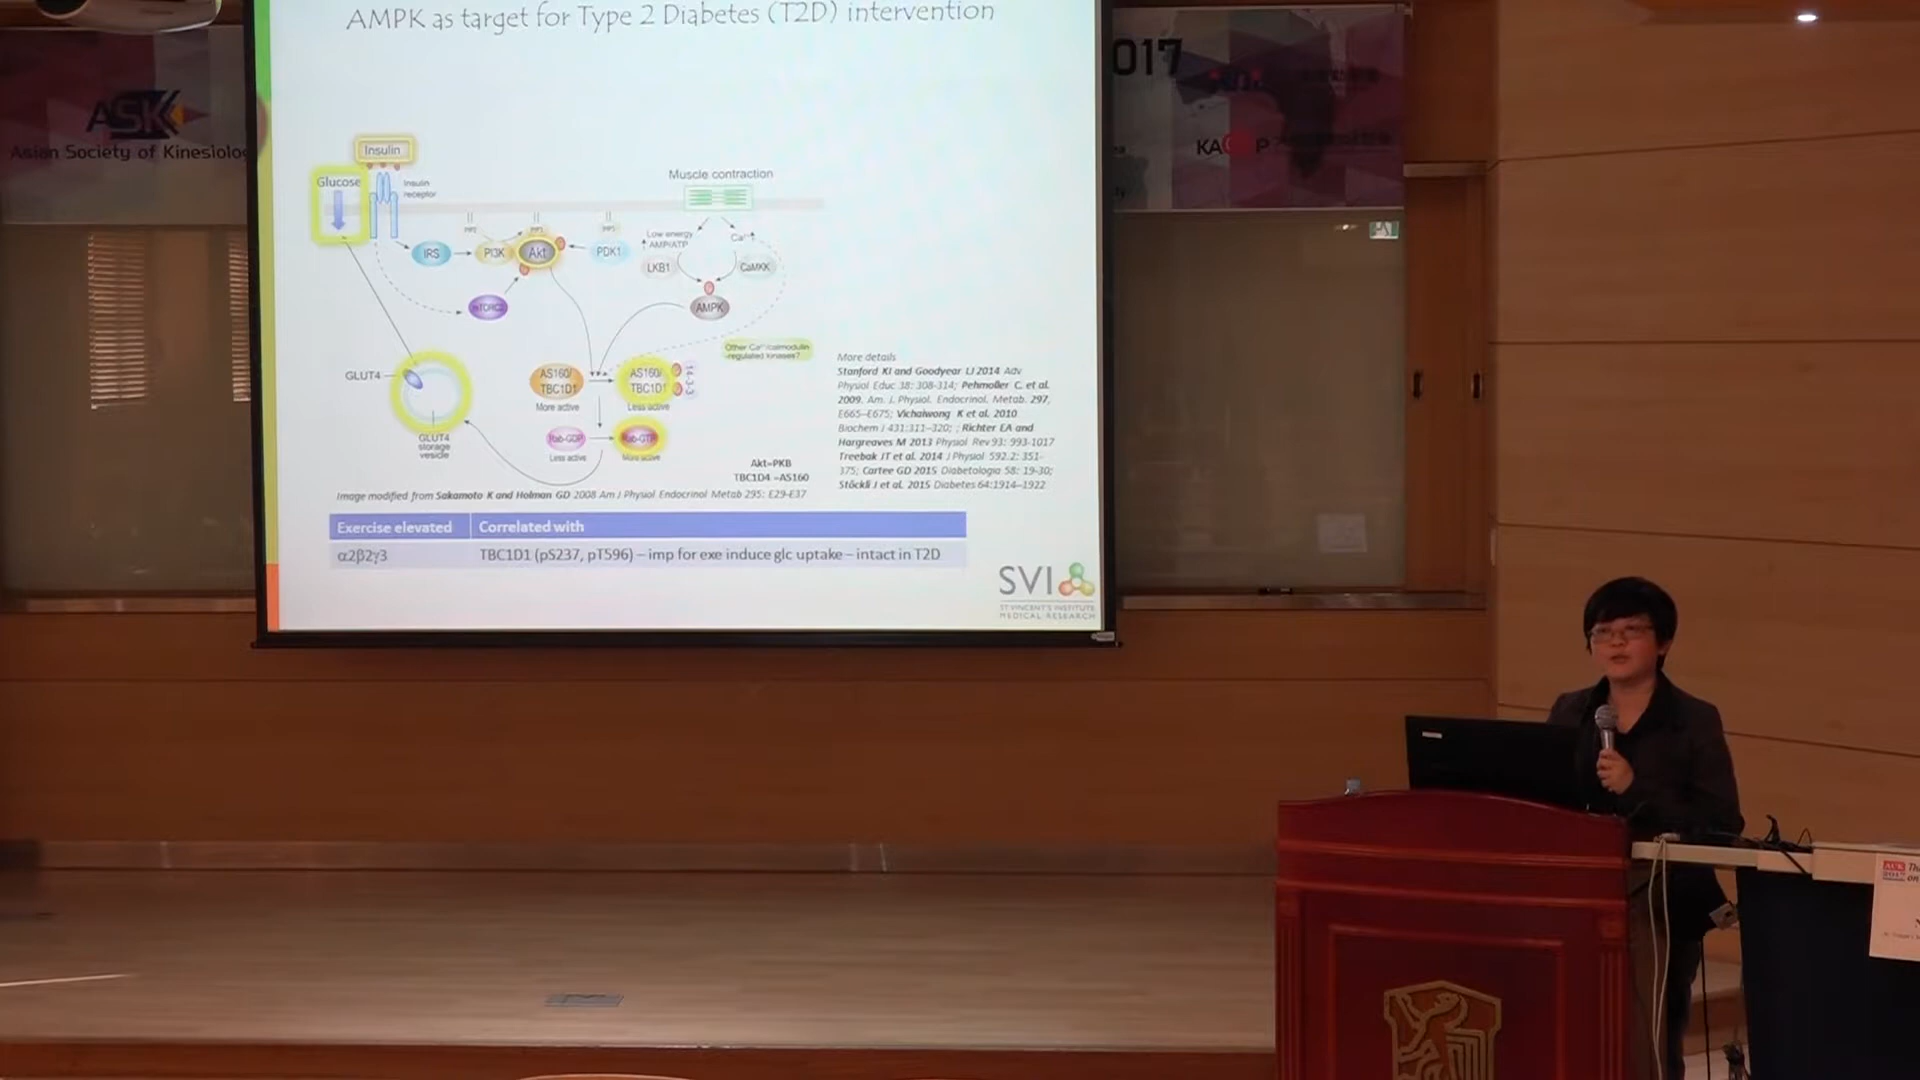 AMPK as target for Type 2 Diabetes (T2D) intervention
017
ASK
Asian Society of Kinesiolo
KA
P
Insulin
Glucose
Insulin
receptor
Muscle contraction
PIP2
PIP3
PIP3
Low energy
AMP/ATP
Ca²⁺
IRS
PI3K
Akt
PDK1
LKB1
CaMKK
mTORC2
AMPK
Other Ca²⁺/calmodulin
-regulated kinases?
GLUT4
AS160/
TBC1D1
More active
AS160/
TBC1D1
Less active
14-3-3
GLUT4
storage
vesicle
Rab-GDP
Less active
Rab-GTP
More active
Akt=PKB
TBC1D4 =AS160
More details
Stanford KI and Goodyear LJ 2014 Adv
Physiol Educ 38: 308-314; Pehmoller C. et al.
2009. Am. J. Physiol. Endocrinol. Metab. 297,
E665–E675; Vichaiwong K et al. 2010
Biochem J 431:311–320; ; Richter EA and
Hargreaves M 2013 Physiol Rev 93: 993-1017
Treebak JT et al. 2014 J Physiol 592.2: 351-
375; Cartee GD 2015 Diabetologia 58: 19-30;
Stöckli J et al. 2015 Diabetes 64:1914–1922
Image modified from Sakamoto K and Holman GD 2008 Am J Physiol Endocrinol Metab 295: E29-E37
Exercise elevated
Correlated with
α2β2γ3
TBC1D1 (pS237, pT596) – imp for exe induce glc uptake – intact in T2D
SVI
ST VINCENT'S INSTITUTE
MEDICAL RESEARCH